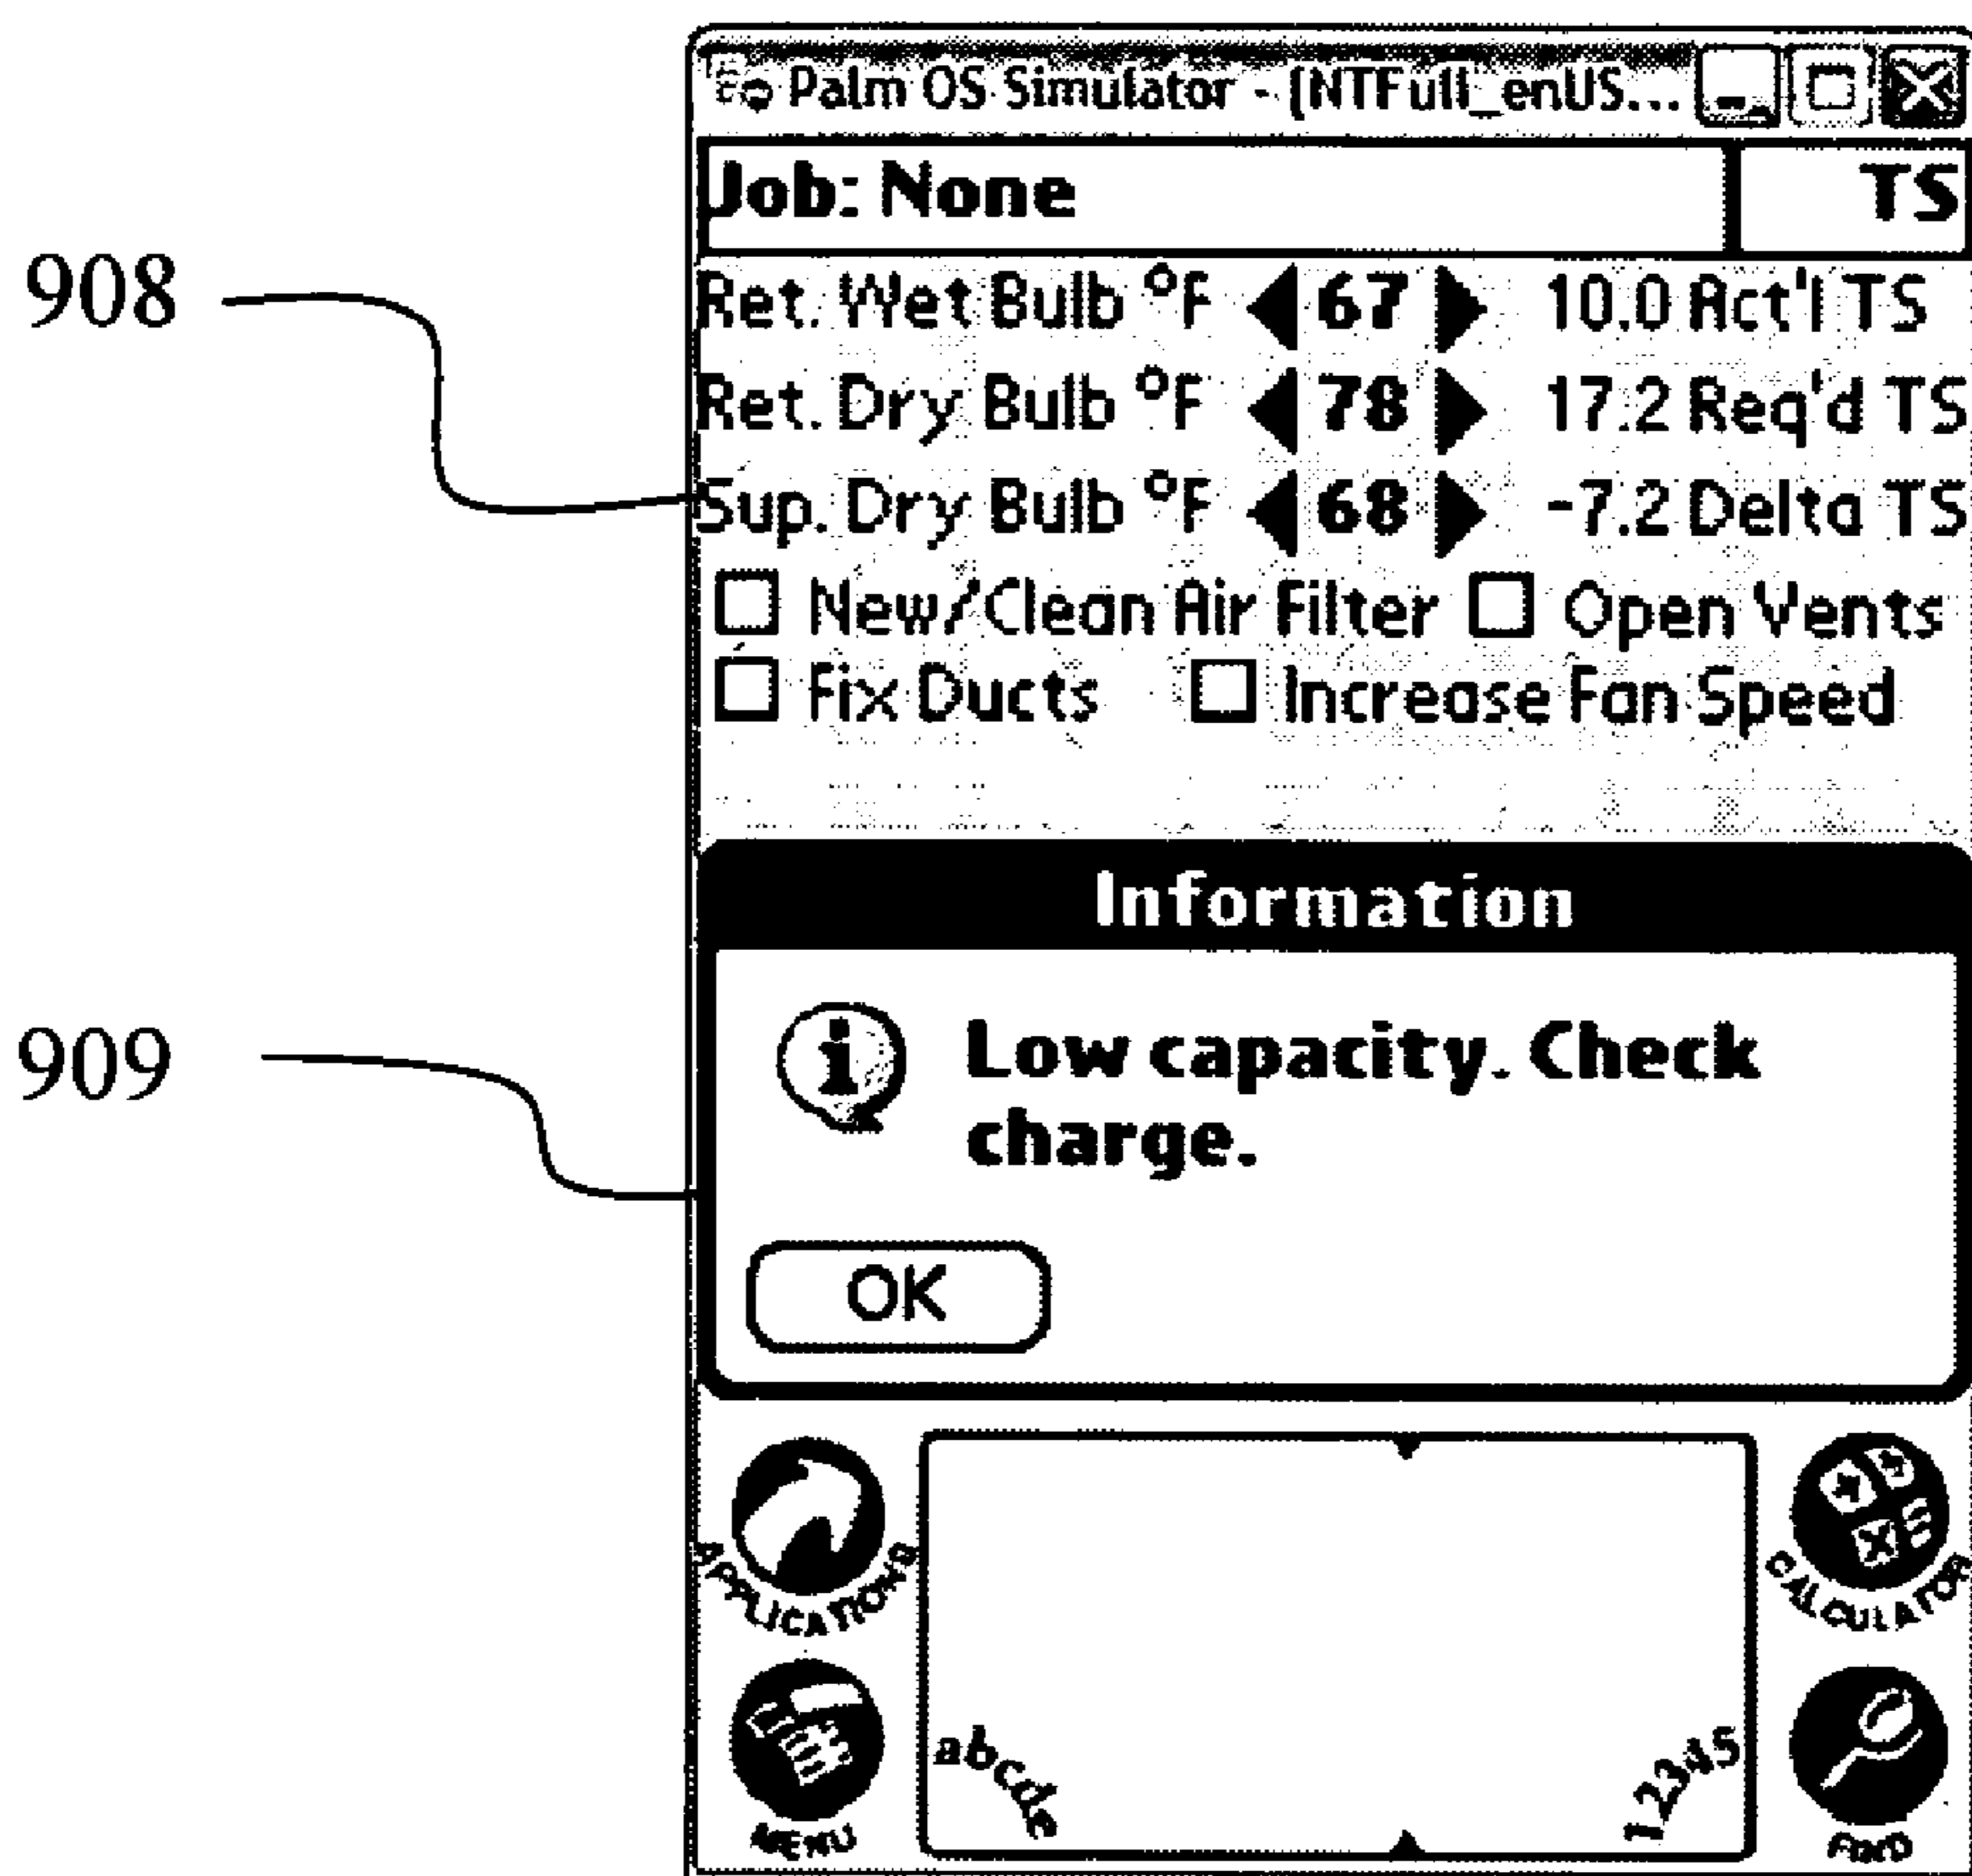 Palm OS Simulator - [NTFull_enUS...
Job: None TS
908
Ret. Wet Bulb °F 67 10.0 Act'l TS
Ret. Dry Bulb °F 78 17.2 Req'd TS
Sup. Dry Bulb °F 68 -7.2 Delta TS
New/Clean Air Filter Open Vents
Fix Ducts Increase Fan Speed
Information
909
i Low capacity. Check
charge.
OK
APPLICATIONS CALCULATOR
abcde 12345
MENU FIND